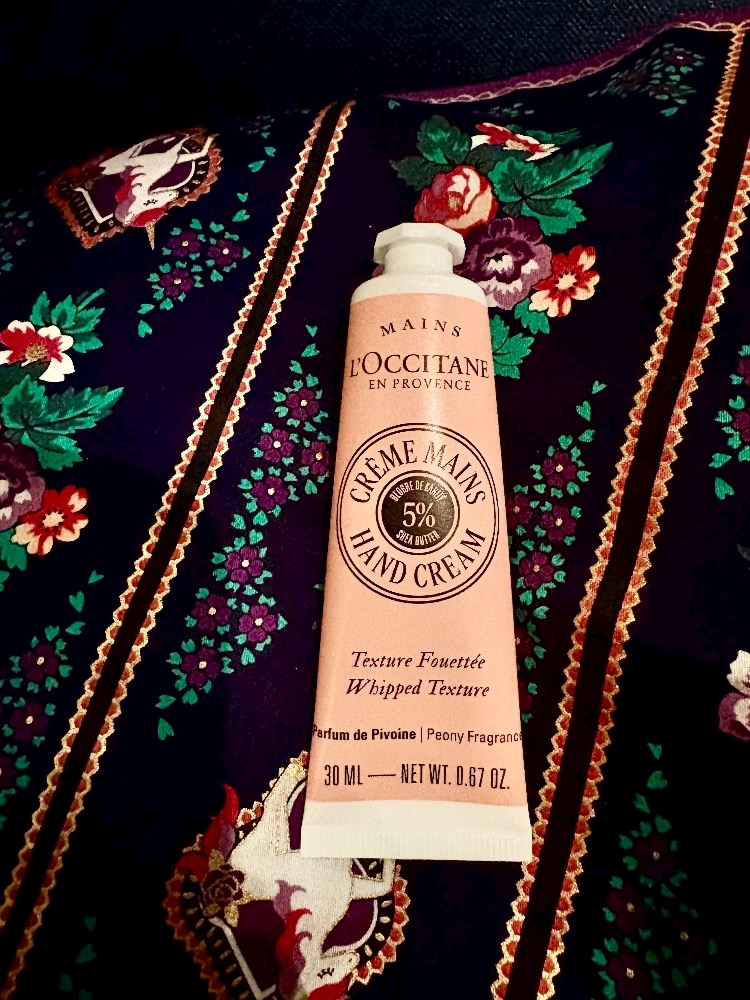 MAINS
L'OCCITANE
EN PROVENCE
CRÈME MAINS
BEURRE DE KARITÉ
5%
SHEA BUTTER
HAND CREAM
Texture Fouettée
Whipped Texture
Parfum de Pivoine | Peony Fragrance
30 ML — NET WT. 0.67 OZ.